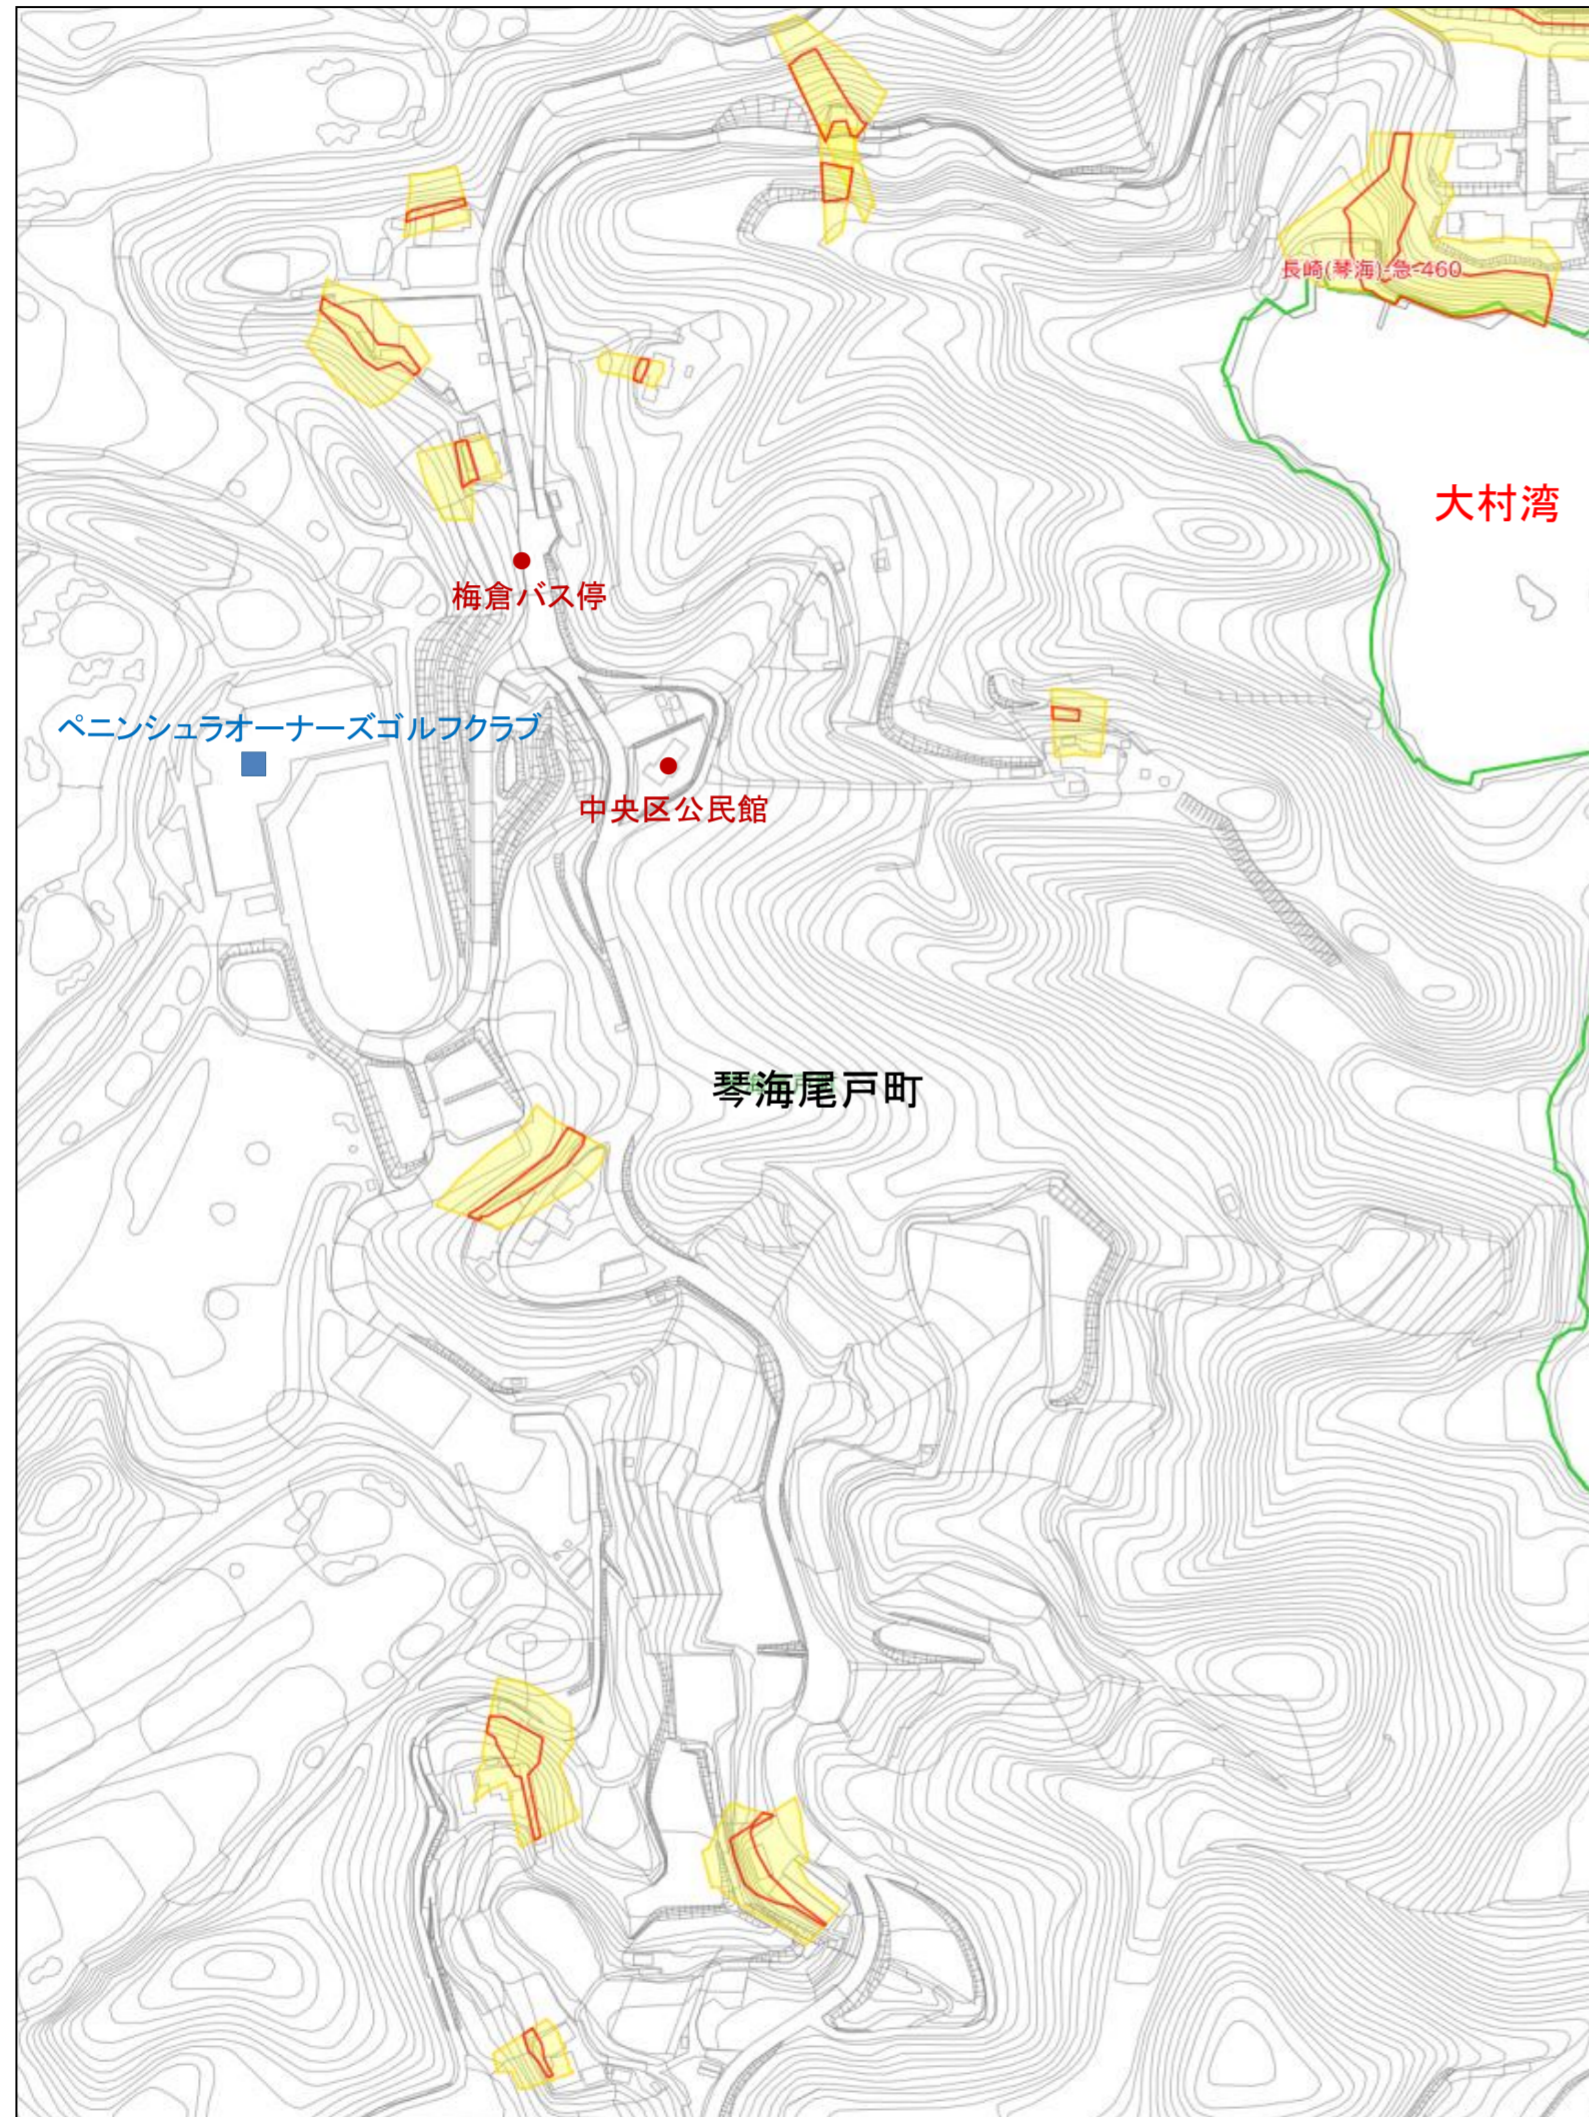 長崎(琴海)-急-460
大村湾
梅倉バス停
ペニンシュラオーナーズゴルフクラブ
中央区公民館
琴海尾戸町